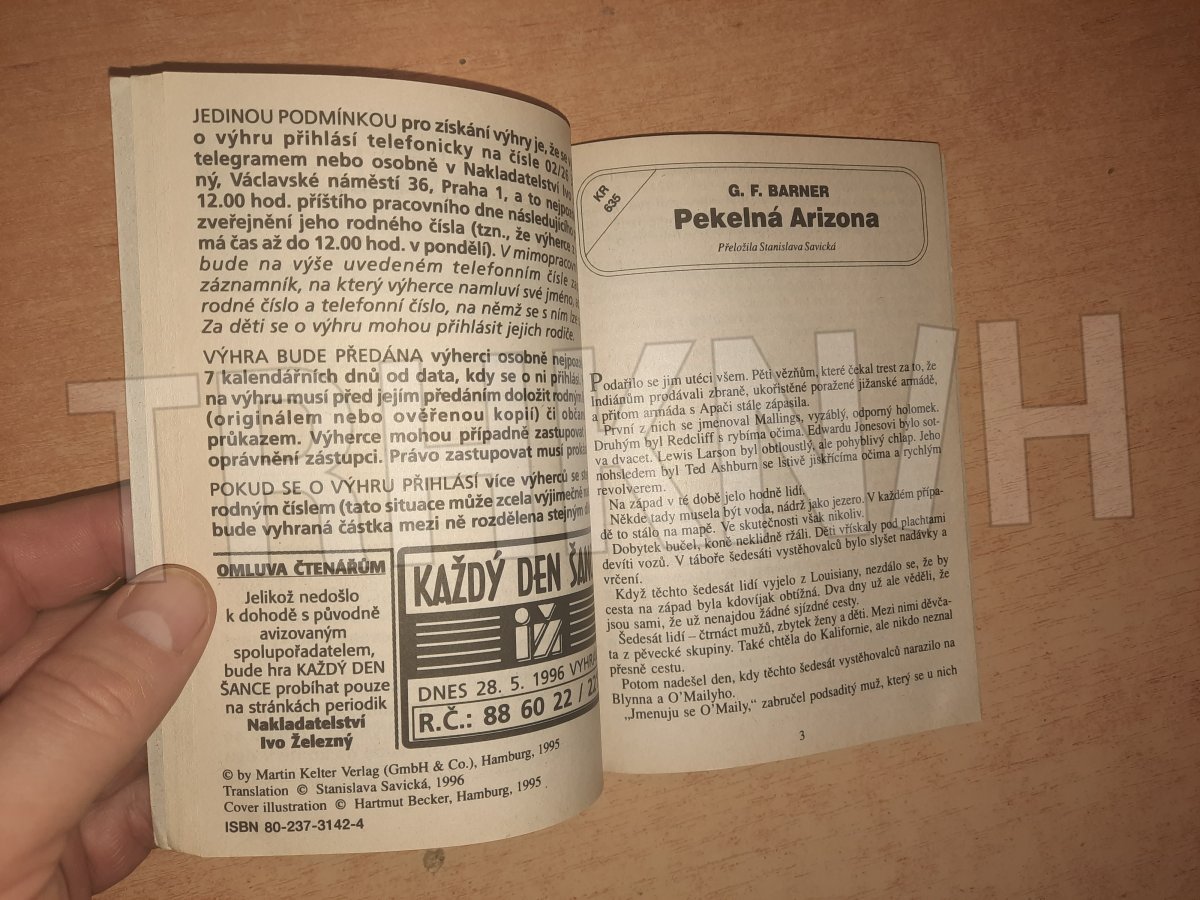 JEDINOU PODMÍNKOU pro získání výhry je, že se
o výhru přihlásí telefonicky na čísle 02/26
telegramem nebo osobně v Nakladatelství Ivo
ný, Václavské náměstí 36, Praha 1, a to nejpoz
12.00 hod. příštího pracovního dne následujícího
zveřejnění jeho rodného čísla (tzn., že výherce
má čas až do 12.00 hod. v pondělí). V mimopracov
bude na výše uvedeném telefonním čísle
záznamník, na který výherce namluví své jméno,
rodné číslo a telefonní číslo, na němž se s ním lze
Za děti se o výhru mohou přihlásit jejich rodiče.
VÝHRA BUDE PŘEDÁNA výherci osobně nejpoz
7 kalendářních dnů od data, kdy se o ni přihlásí.
na výhru musí před jejím předáním doložit rodným
(originálem nebo ověřenou kopií) či občan
průkazem. Výherce mohou případně zastupovat
oprávnění zástupci. Právo zastupovat musí prok
POKUD SE O VÝHRU PŘIHLÁSÍ více výherců se
rodným číslem (tato situace může zcela výjimečně
bude vyhraná částka mezi ně rozdělena stejným
OMLUVA ČTENÁŘŮM
Jelikož nedošlo
k dohodě s původně
avizovaným
spolupořadatelem,
bude hra KAŽDÝ DEN
ŠANCE probíhat pouze
na stránkách periodik
Nakladatelství
Ivo Železný
KAŽDÝ DEN ŠAN
iž
DNES 28. 5. 1996 VYHR
R.Č.: 88 60 22 / 22
© by Martin Kelter Verlag (GmbH & Co.), Hamburg, 1995
Translation © Stanislava Savická, 1996
Cover illustration © Hartmut Becker, Hamburg, 1995
ISBN 80-237-3142-4
KR
635
G. F. BARNER
Pekelná Arizona
Přeložila Stanislava Savická
Podařilo se jim utéci všem. Pěti vězňům, které čekal trest za to, že
Indiánům prodávali zbraně, ukořistěné poražené jižanské armádě,
a přitom armáda s Apači stále zápasila.
První z nich se jmenoval Mallings, vyzáblý, odporný holomek.
Druhým byl Redcliff s rybíma očima. Edwardu Jonesovi bylo sot-
va dvacet. Lewis Larson byl obtloustlý, ale pohyblivý chlap. Jeho
nohsledem byl Ted Ashburn se lstivě jiskřícíma očima a rychlým
revolverem.
Na západ v té době jelo hodně lidí.
Někde tady musela být voda, nádrž jako jezero. V každém přípa-
dě to stálo na mapě. Ve skutečnosti však nikoliv.
Dobytek bučel, koně neklidně ržáli. Děti vřískaly pod plachtami
devíti vozů. V táboře šedesáti vystěhovalců bylo slyšet nadávky a
vrčení.
Když těchto šedesát lidí vyjelo z Louisiany, nezdálo se, že by
cesta na západ byla kdovíjak obtížná. Dva dny už ale věděli, že
jsou sami, že už nenajdou žádné sjízdné cesty.
Šedesát lidí – čtrnáct mužů, zbytek ženy a děti. Mezi nimi děvča-
ta z pěvecké skupiny. Také chtěla do Kalifornie, ale nikdo neznal
přesně cestu.
Potom nadešel den, kdy těchto šedesát vystěhovalců narazilo na
Blynna a O’Mailyho.
„Jmenuju se O’Maily,“ zabručel podsaditý muž, který se u nich
3